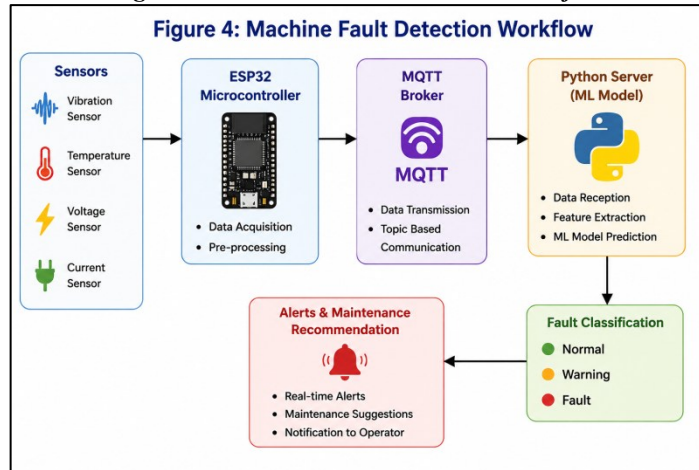 Figure 4: Machine Fault Detection Workflow
Sensors
Vibration
Sensor
Temperature
Sensor
Voltage
Sensor
Current
Sensor
ESP32
Microcontroller
• Data Acquisition
• Pre-processing
MQTT
Broker
MQTT
• Data Transmission
• Topic Based
Communication
Python Server
(ML Model)
• Data Reception
• Feature Extraction
• ML Model Prediction
Fault Classification
Normal
Warning
Fault
Alerts & Maintenance
Recommendation
• Real-time Alerts
• Maintenance Suggestions
• Notification to Operator